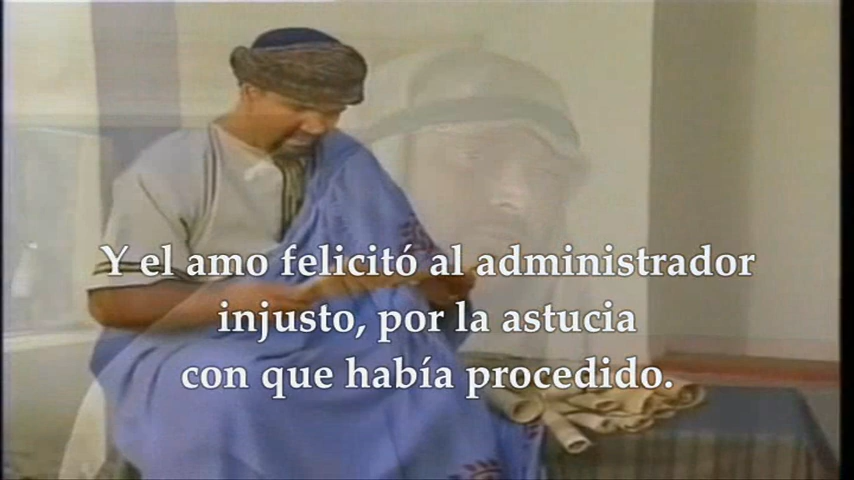 Y el amo felicitó al administrador
injusto, por la astucia
con que había procedido.